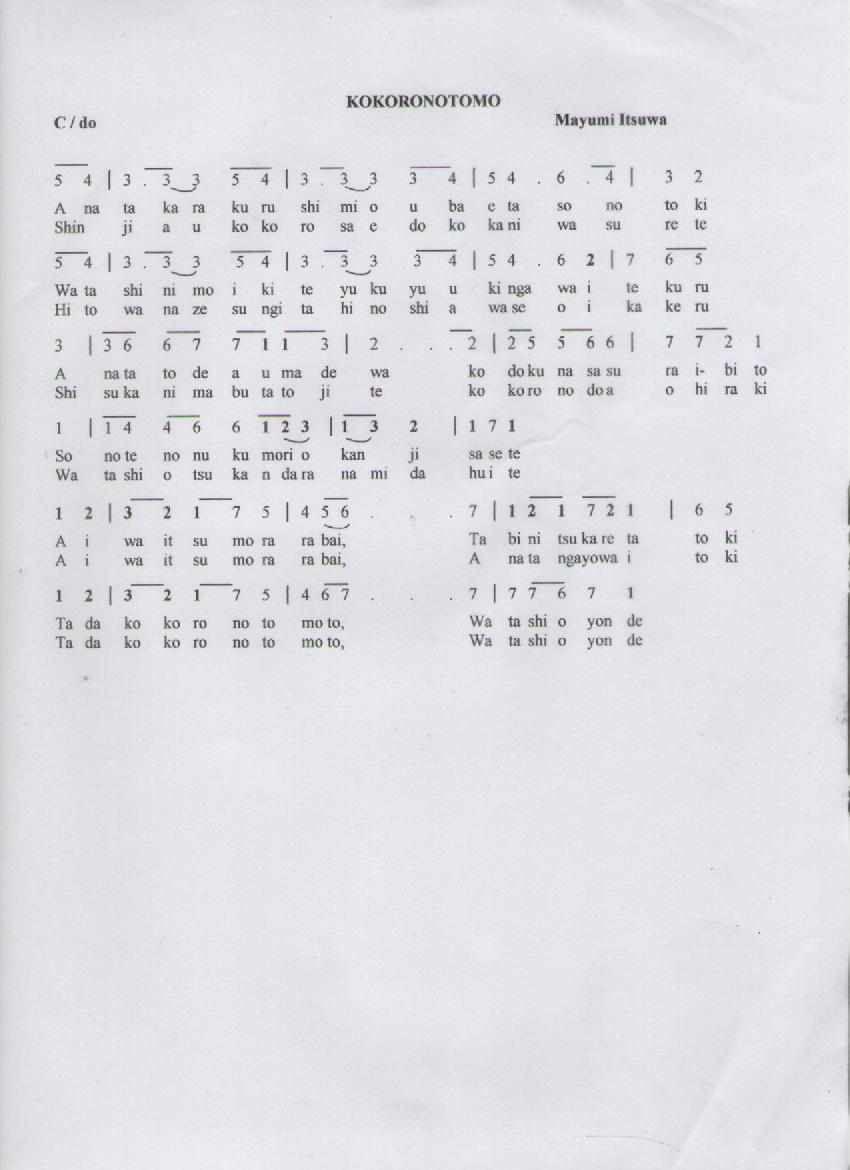 KOKORONOTOMO
C / do Mayumi Itsuwa
5 4 | 3 . 3 3 5 4 | 3 . 3 3 3 4 | 5 4 . 6 . 4 | 3 2
A na ta ka ra ku ru shi mi o u ba e ta so no to ki
Shin ji a u ko ko ro sa e do ko ka ni wa su re te
5 4 | 3 . 3 3 5 4 | 3 . 3 3 3 4 | 5 4 . 6 2 | 7 6 5
Wa ta shi ni mo i ki te yu ku yu u ki nga wa i te ku ru
Hi to wa na ze su ngi ta hi no shi a wa se o i ka ke ru
3 | 3 6 6 7 7 1 1 3 | 2 . . . 2 | 2 5 5 6 6 | 7 7 2 1
A na ta to de a u ma de wa ko do ku na sa su ra i- bi to
Shi su ka ni ma bu ta to ji te ko ko ro no do a o hi ra ki
1 | 1 4 4 6 6 1 2 3 | 1 3 2 | 1 7 1
So no te no nu ku mori o kan ji sa se te
Wa ta shi o tsu ka n da ra na mi da hu i te
1 2 | 3 2 1 7 5 | 4 5 6 . . . 7 | 1 2 1 7 2 1 | 6 5
A i wa it su mo ra ra bai, Ta bi ni tsu ka re ta to ki
A i wa it su mo ra ra bai, A na ta ngayowa i to ki
1 2 | 3 2 1 7 5 | 4 6 7 . . . 7 | 7 7 6 7 1
Ta da ko ko ro no to mo to, Wa ta shi o yon de
Ta da ko ko ro no to mo to, Wa ta shi o yon de